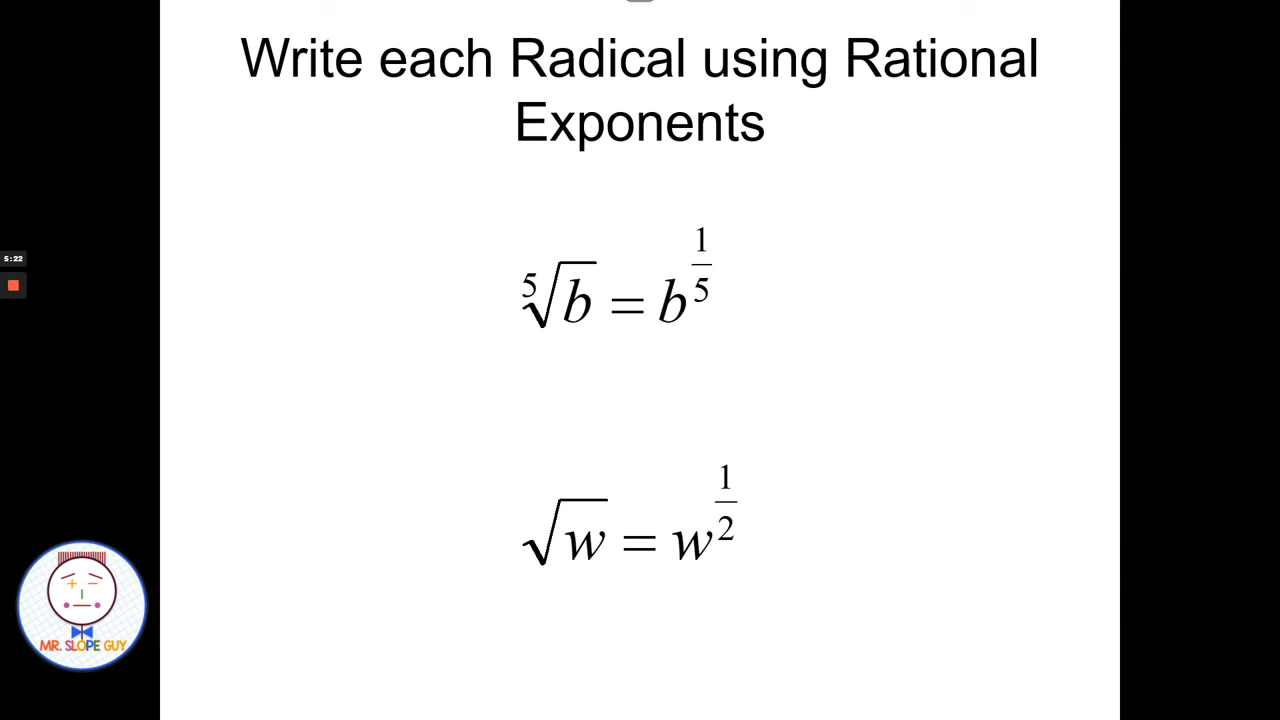 Write each Radical using Rational
Exponents
5:22
⁵√b = b^(1/5)
√w = w^(1/2)
MR. SLOPE GUY